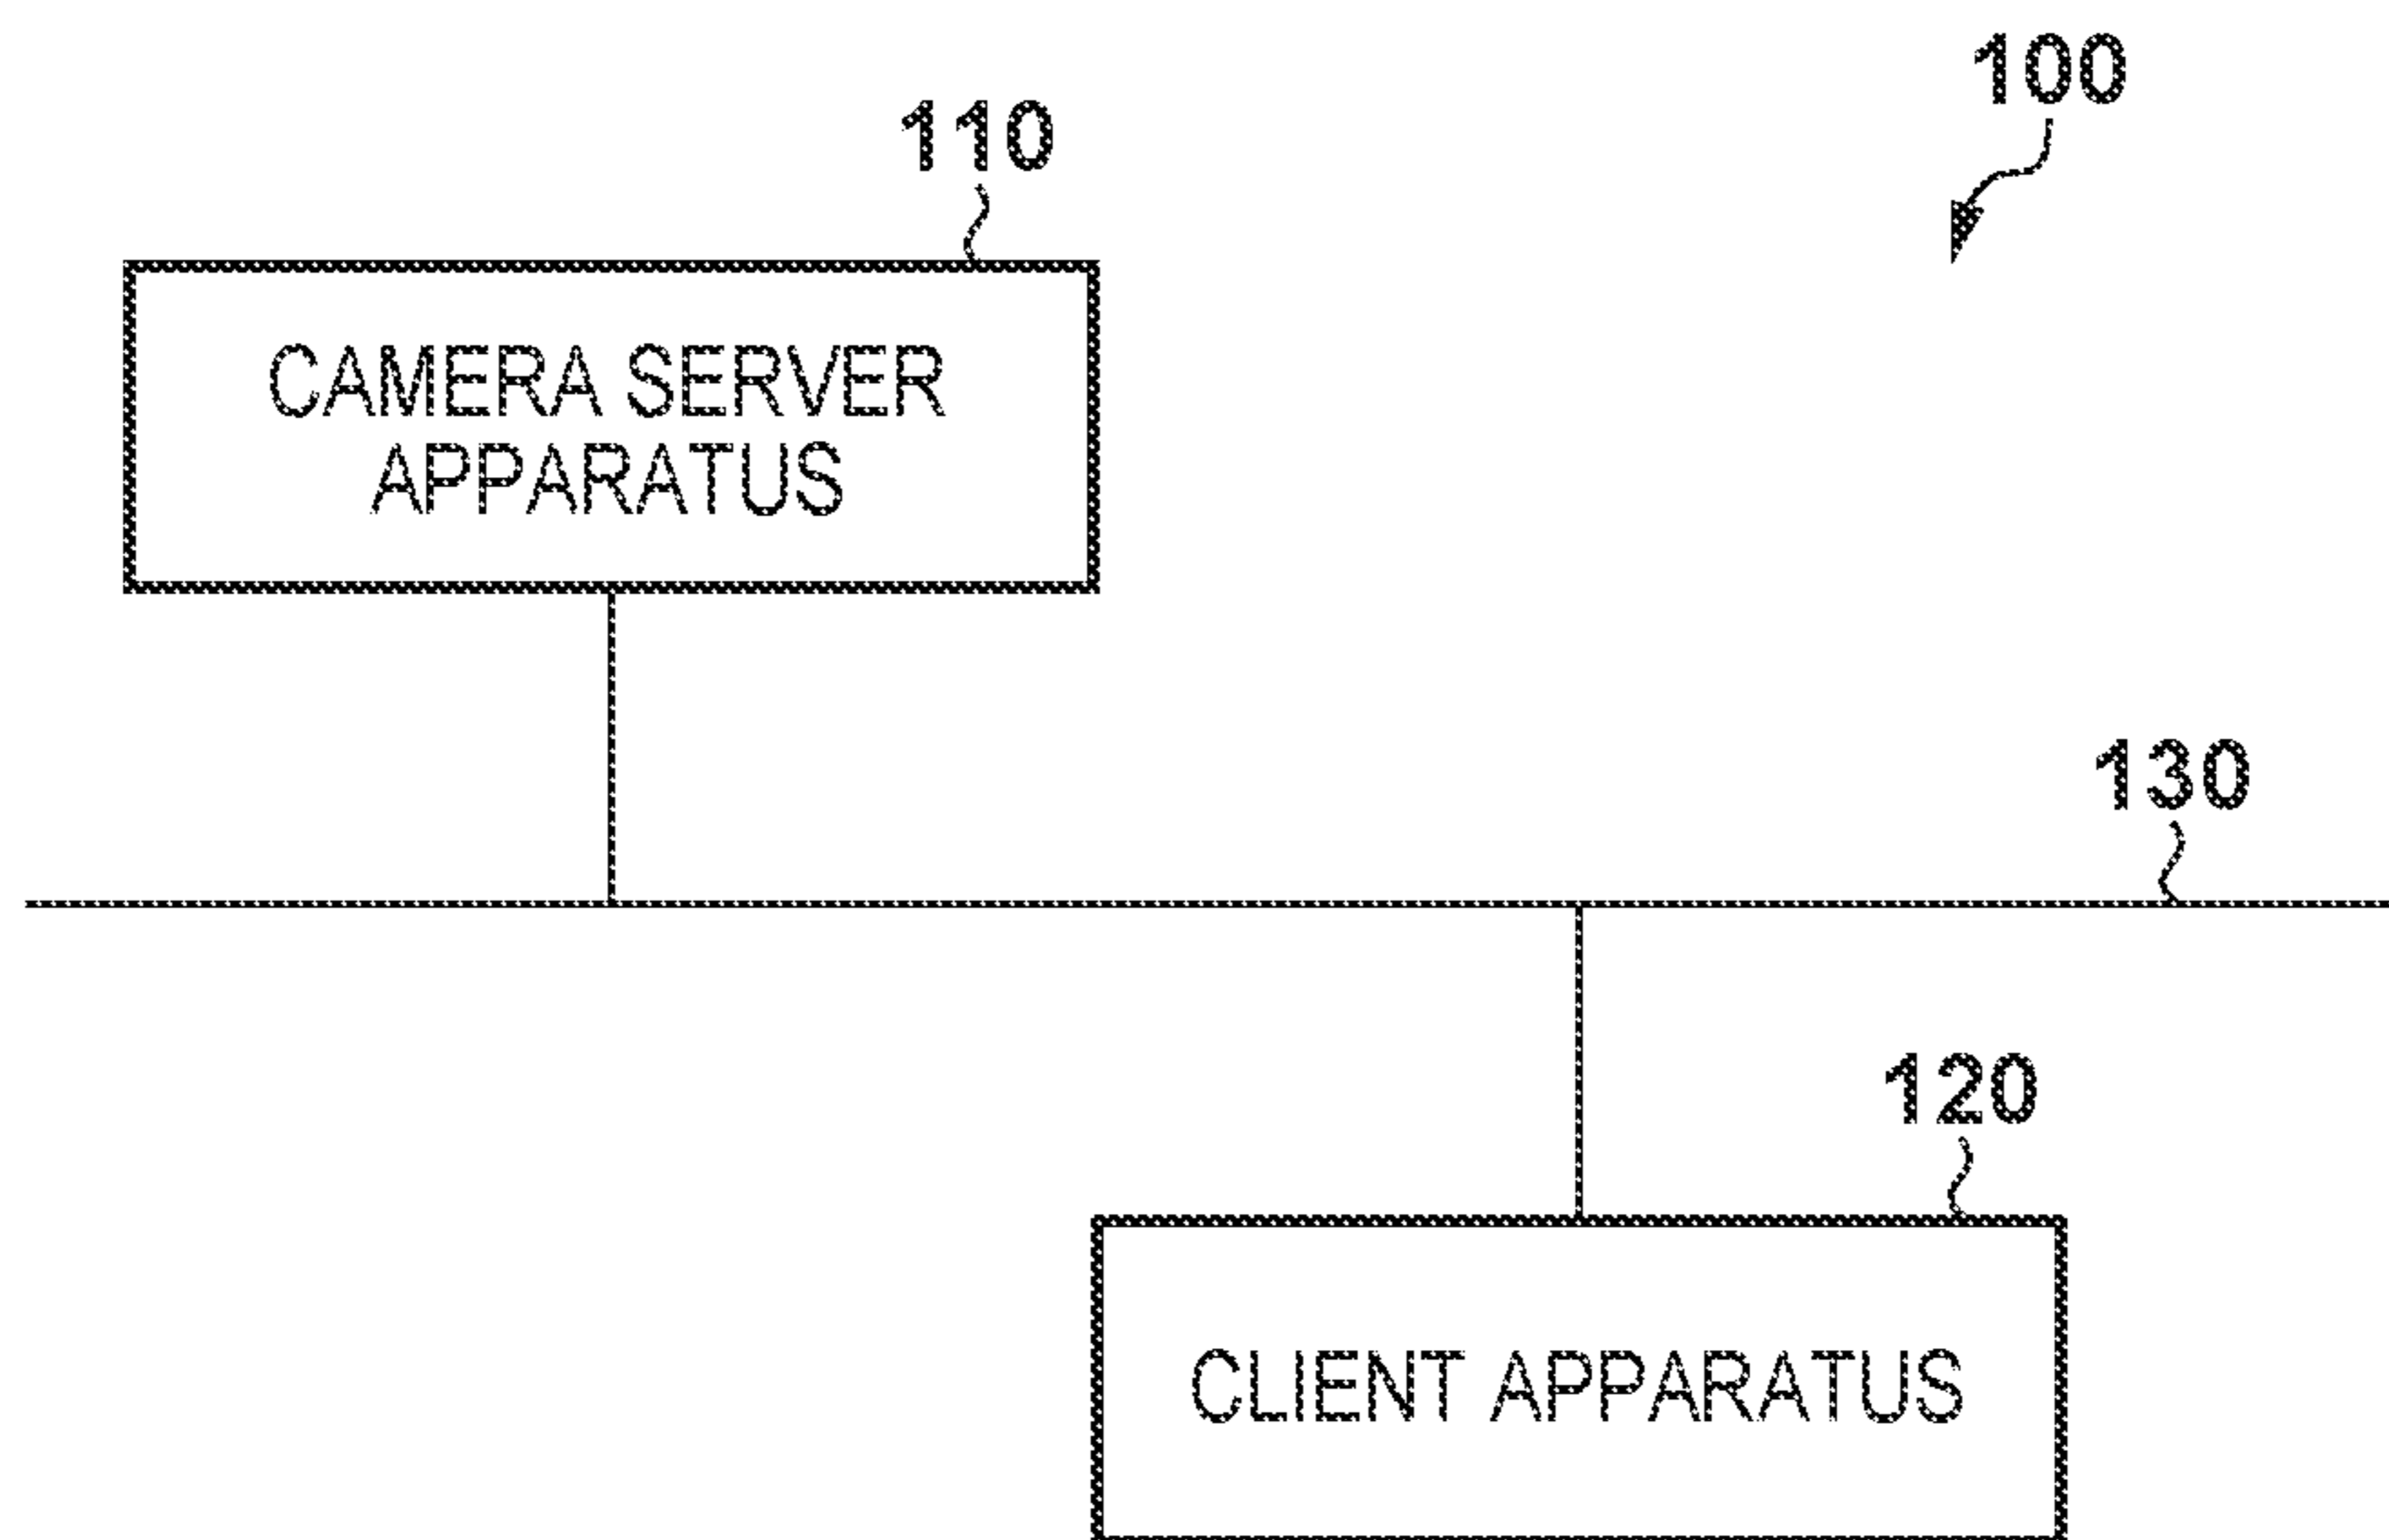 100
110
CAMERA SERVER
APPARATUS
130
120
CLIENT APPARATUS